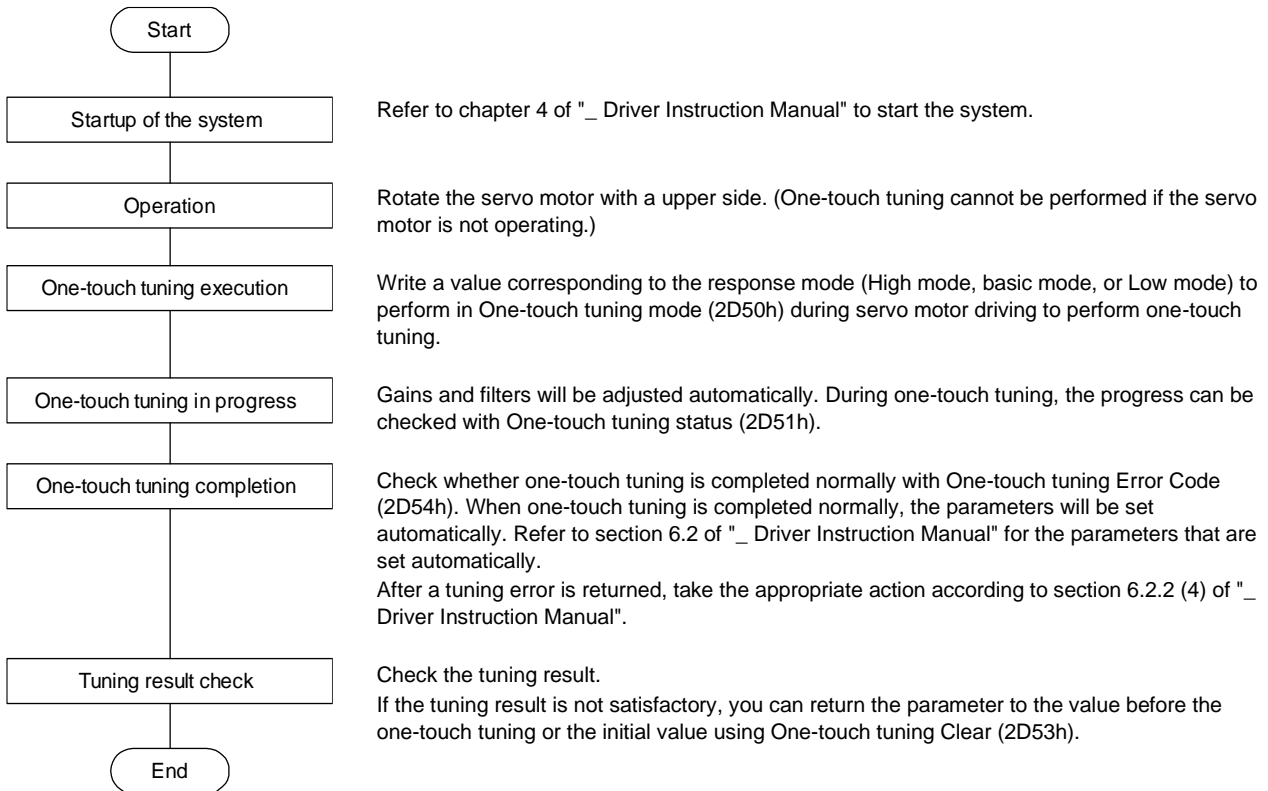 Start
Startup of the system
Refer to chapter 4 of "_ Driver Instruction Manual" to start the system.
Operation
Rotate the servo motor with a upper side. (One-touch tuning cannot be performed if the servo
motor is not operating.)
One-touch tuning execution
Write a value corresponding to the response mode (High mode, basic mode, or Low mode) to
perform in One-touch tuning mode (2D50h) during servo motor driving to perform one-touch
tuning.
One-touch tuning in progress
Gains and filters will be adjusted automatically. During one-touch tuning, the progress can be
checked with One-touch tuning status (2D51h).
One-touch tuning completion
Check whether one-touch tuning is completed normally with One-touch tuning Error Code
(2D54h). When one-touch tuning is completed normally, the parameters will be set
automatically. Refer to section 6.2 of "_ Driver Instruction Manual" for the parameters that are
set automatically.
After a tuning error is returned, take the appropriate action according to section 6.2.2 (4) of "_
Driver Instruction Manual".
Tuning result check
Check the tuning result.
If the tuning result is not satisfactory, you can return the parameter to the value before the
one-touch tuning or the initial value using One-touch tuning Clear (2D53h).
End